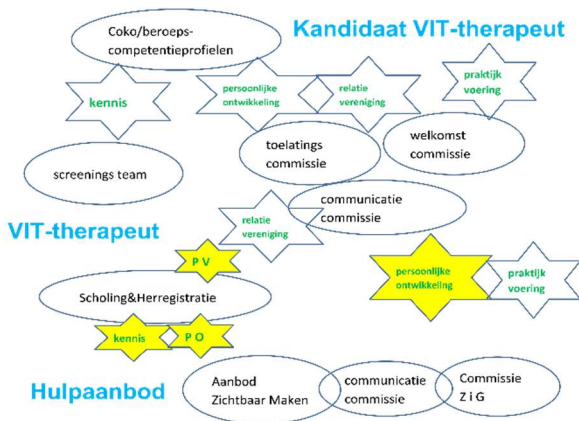 Coko/beroeps-
competentieprofielen
Kandidaat VIT-therapeut
kennis
persoonlijke
ontwikkeling
relatie
vereniging
praktijk
voering
toelatings
commissie
welkomst
commissie
screenings team
communicatie
commissie
VIT-therapeut
relatie
vereniging
P V
persoonlijke
ontwikkeling
praktijk
voering
Scholing&Herregistratie
kennis
P O
Hulpaanbod
Aanbod
Zichtbaar Maken
communicatie
commissie
Commissie
Z i G